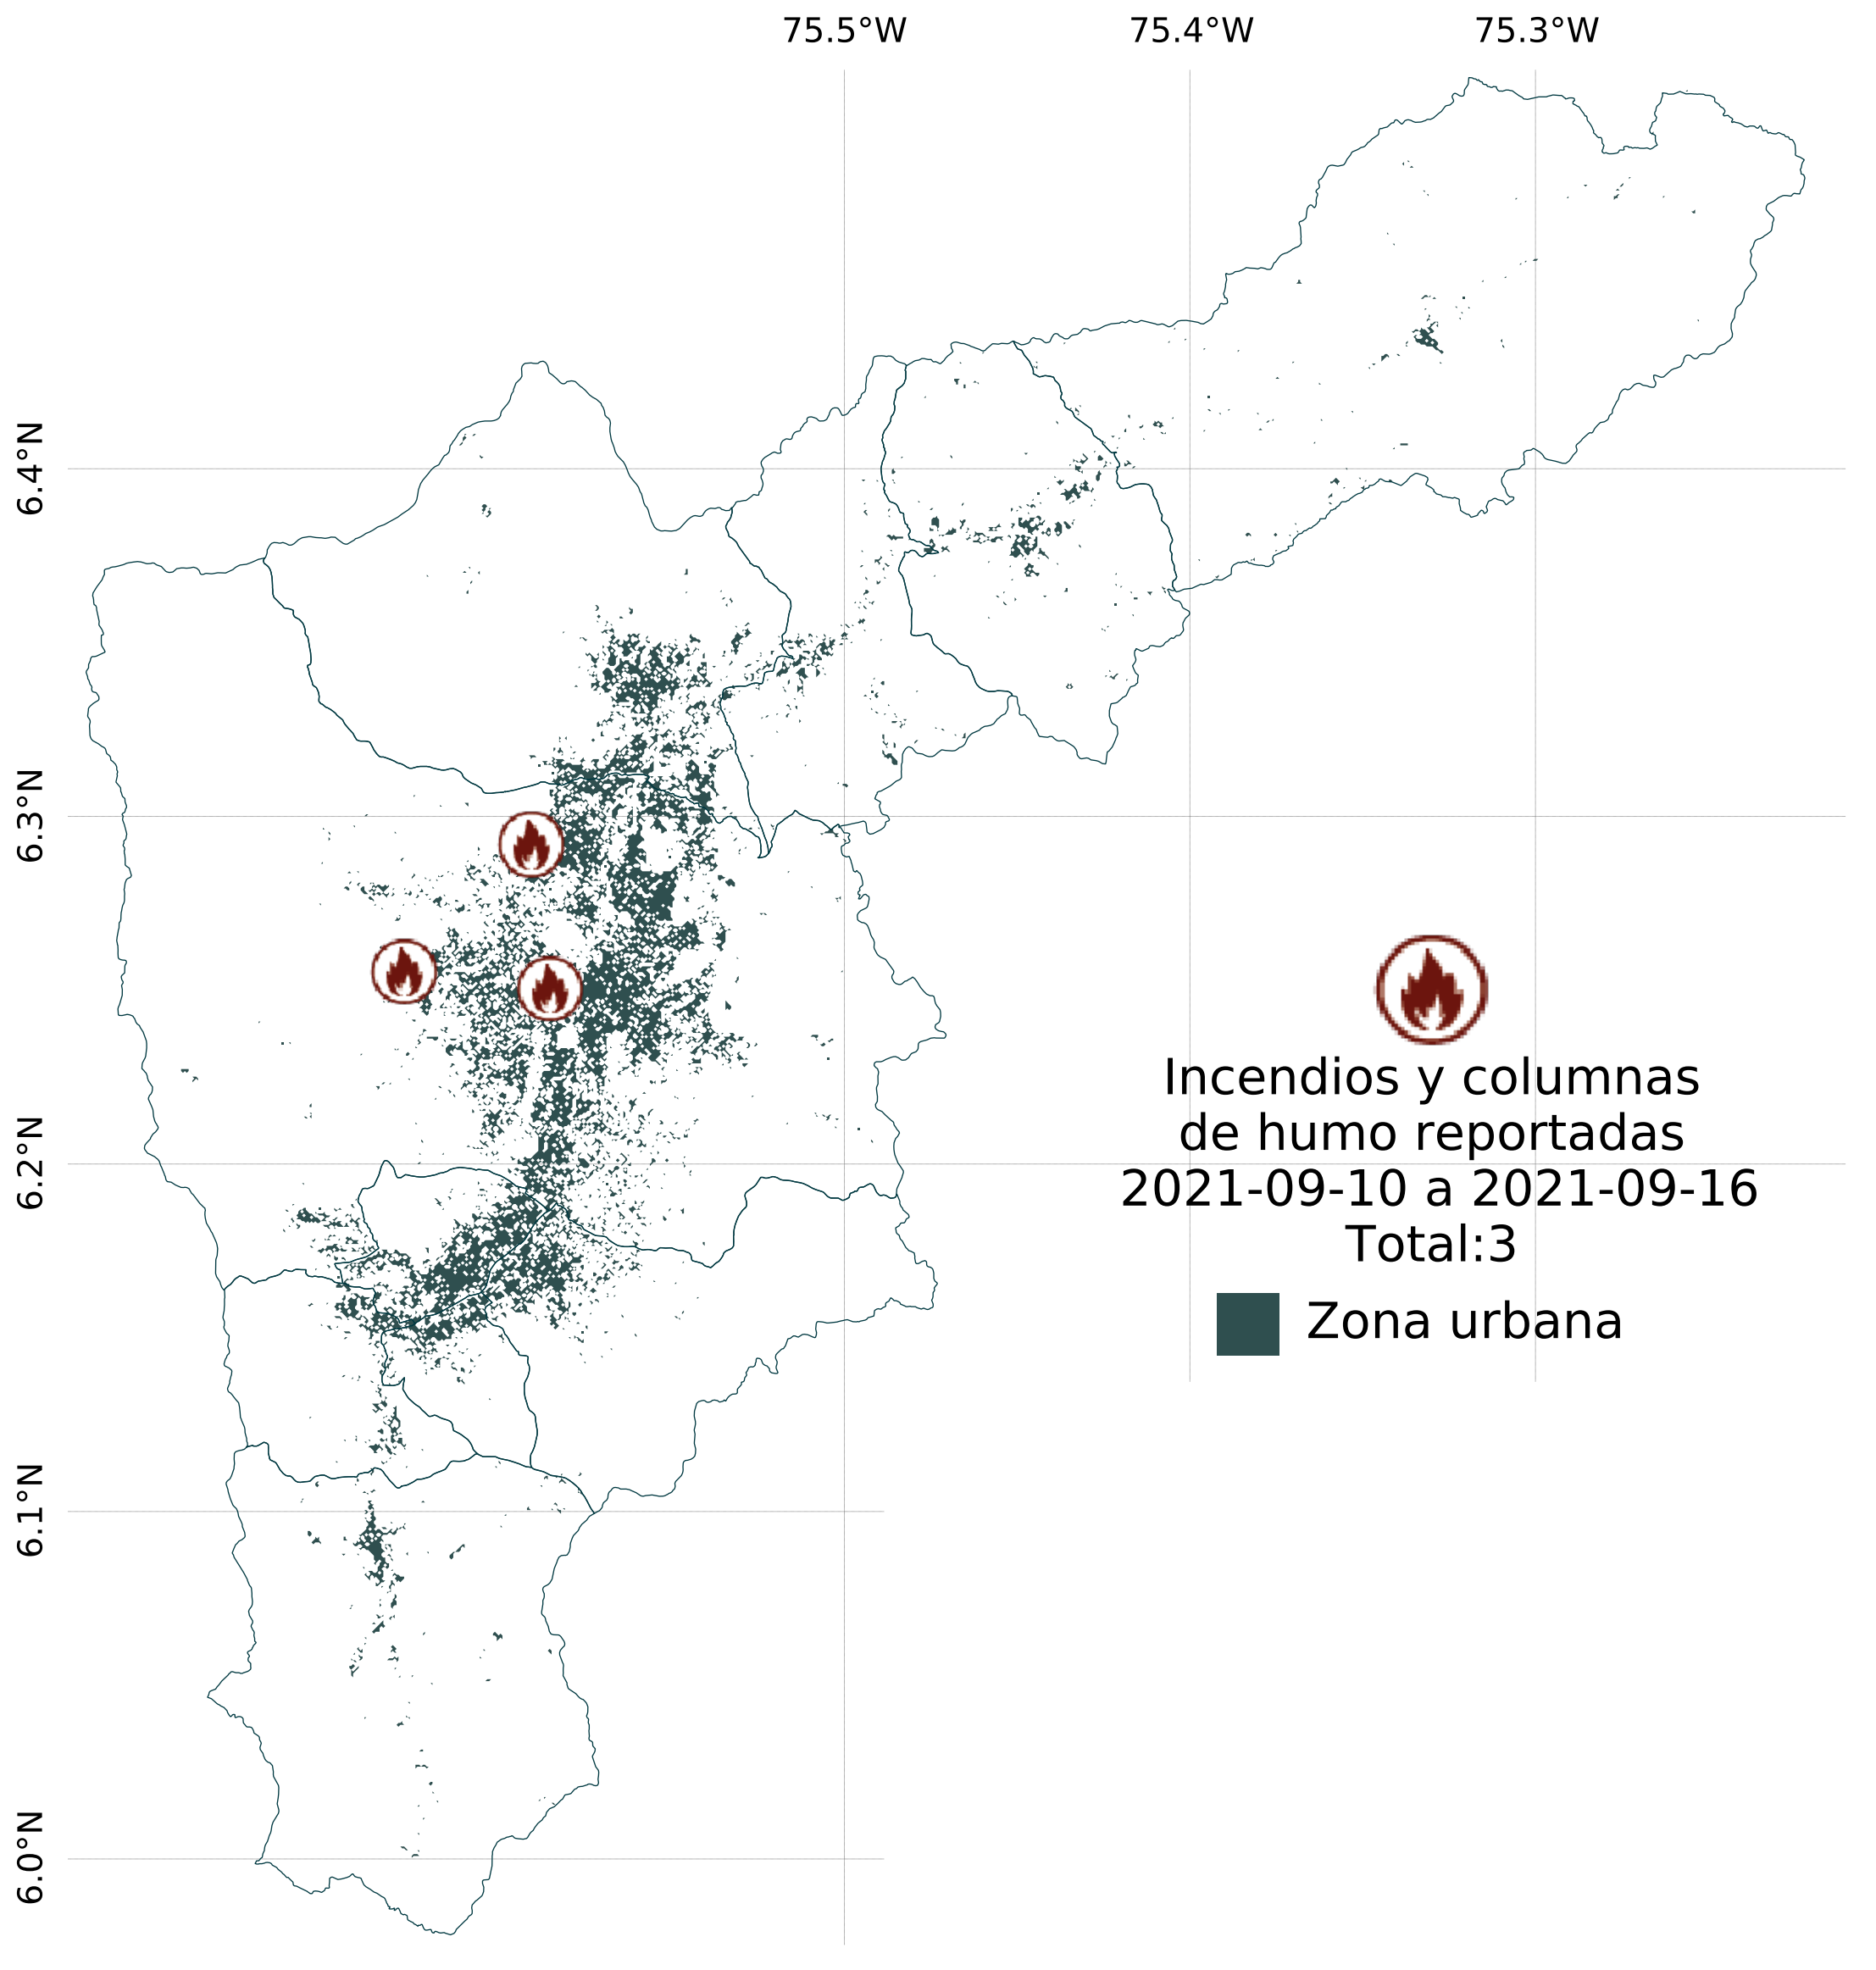 75.5°W
75.4°W
75.3°W
6.4°N
6.3°N
6.2°N
6.1°N
6.0°N
Incendios y columnas
de humo reportadas
2021-09-10 a 2021-09-16
Total:3
Zona urbana